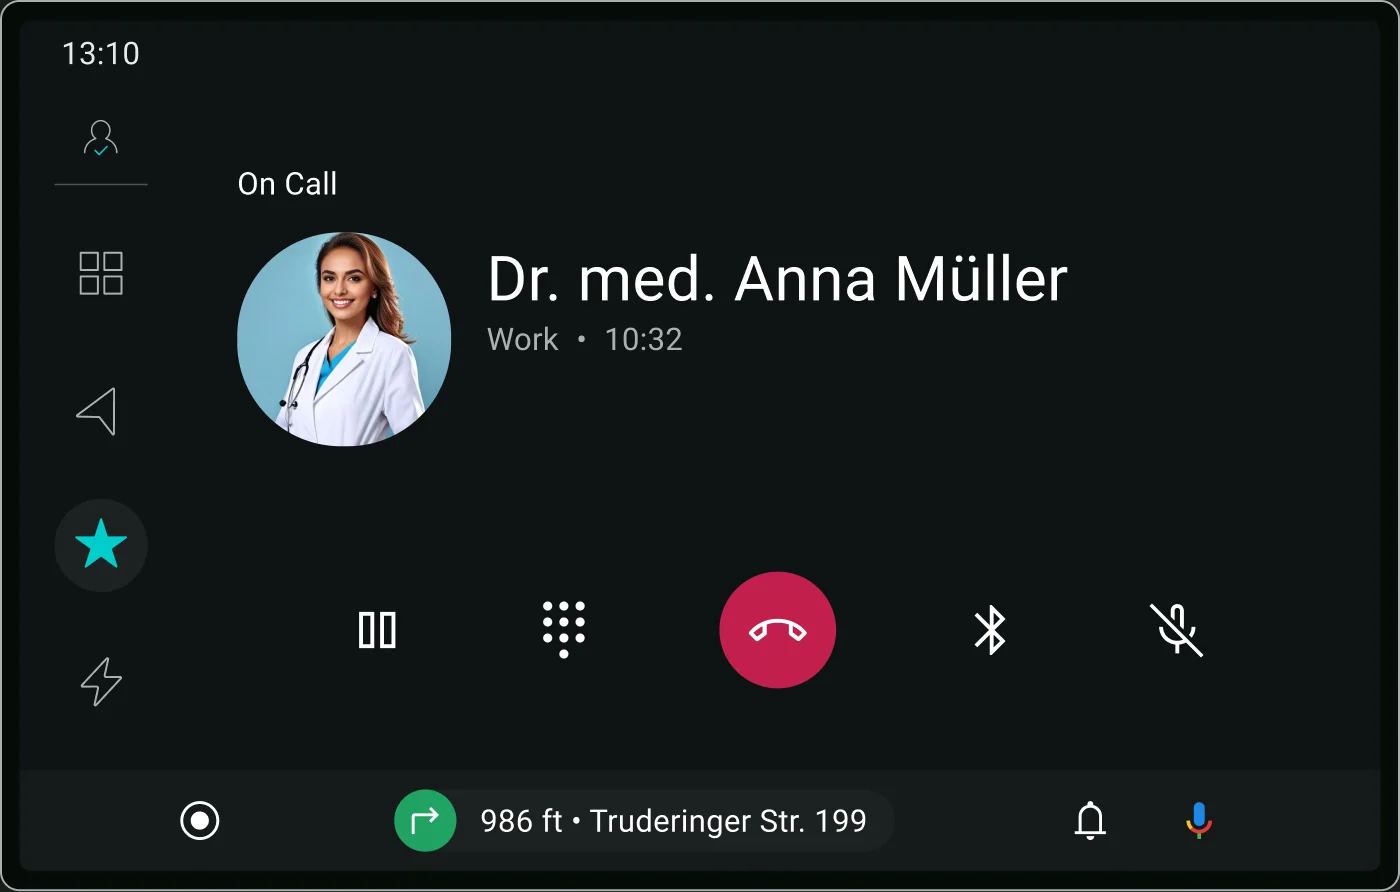 13:10
On Call
Dr. med. Anna Müller
Work • 10:32
986 ft • Truderinger Str. 199